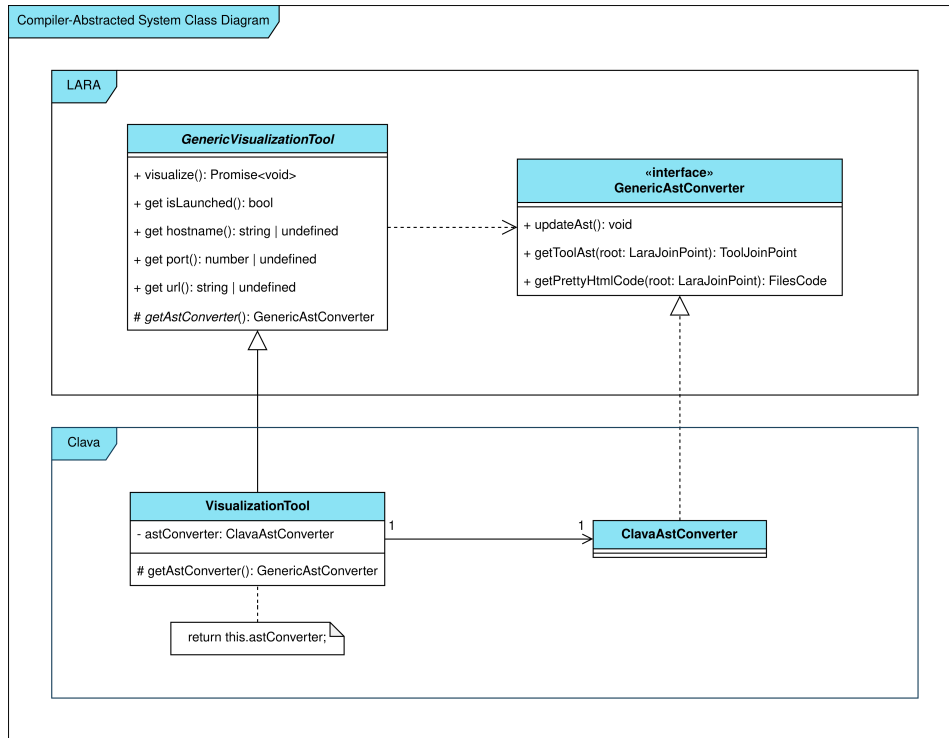 Compiler-Abstracted System Class Diagram
LARA
GenericVisualizationTool
+ visualize(): Promise<void>
+ get isLaunched(): bool
+ get hostname(): string | undefined
+ get port(): number | undefined
+ get url(): string | undefined
# getAstConverter(): GenericAstConverter
«interface»
GenericAstConverter
+ updateAst(): void
+ getToolAst(root: LaraJoinPoint): ToolJoinPoint
+ getPrettyHtmlCode(root: LaraJoinPoint): FilesCode
Clava
VisualizationTool
- astConverter: ClavaAstConverter
# getAstConverter(): GenericAstConverter
1
1
ClavaAstConverter
return this.astConverter;